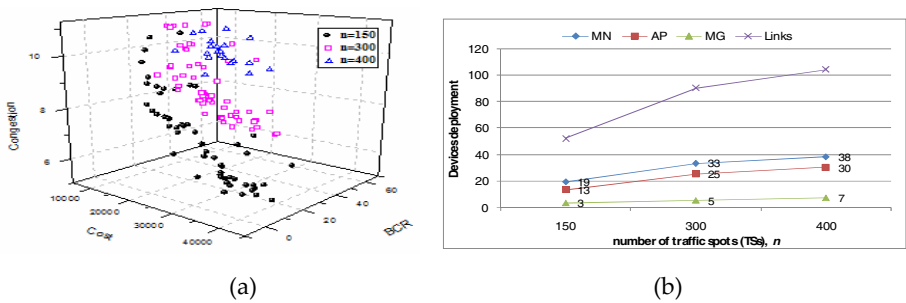 n=150
n=300
n=400
10
8
6
Congestion
10000
20000
30000
40000
Cost
0
20
40
60
BCR
(a)
MN AP MG Links
120
100
80
60
40
20
0
Devices deployment
19
13
3
33
25
5
38
30
7
150 300 400
number of traffic spots (TSs), n
(b)